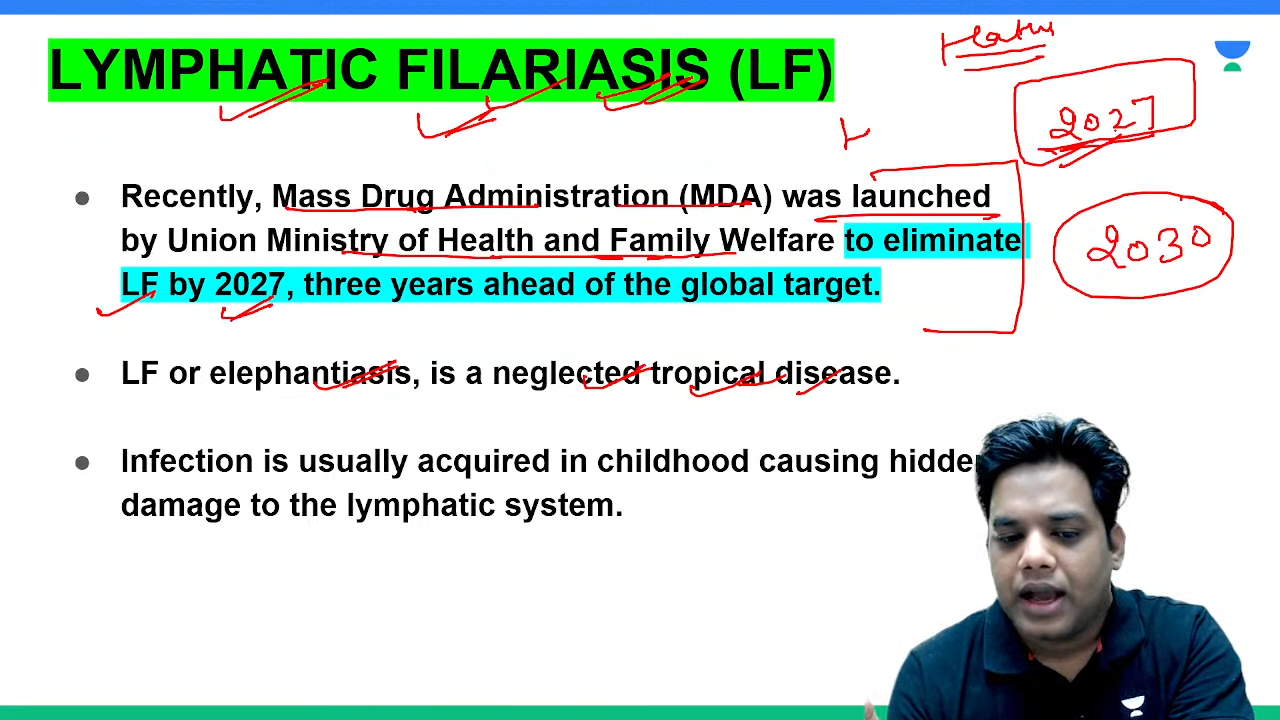 LYMPHATIC FILARIASIS (LF)
2027
● Recently, Mass Drug Administration (MDA) was launched
by Union Ministry of Health and Family Welfare to eliminate
2030
LF by 2027, three years ahead of the global target.
● LF or elephantiasis, is a neglected tropical disease.
● Infection is usually acquired in childhood causing hidden
damage to the lymphatic system.